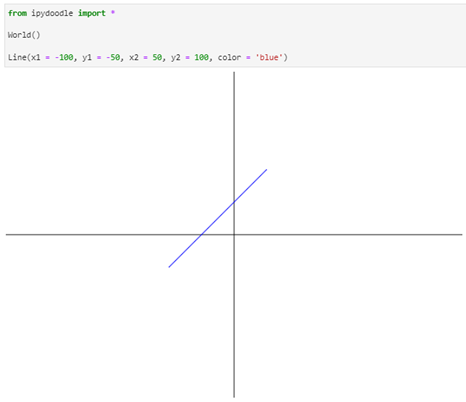 from ipydoodle import *
World()
Line(x1 = -100, y1 = -50, x2 = 50, y2 = 100, color = 'blue')